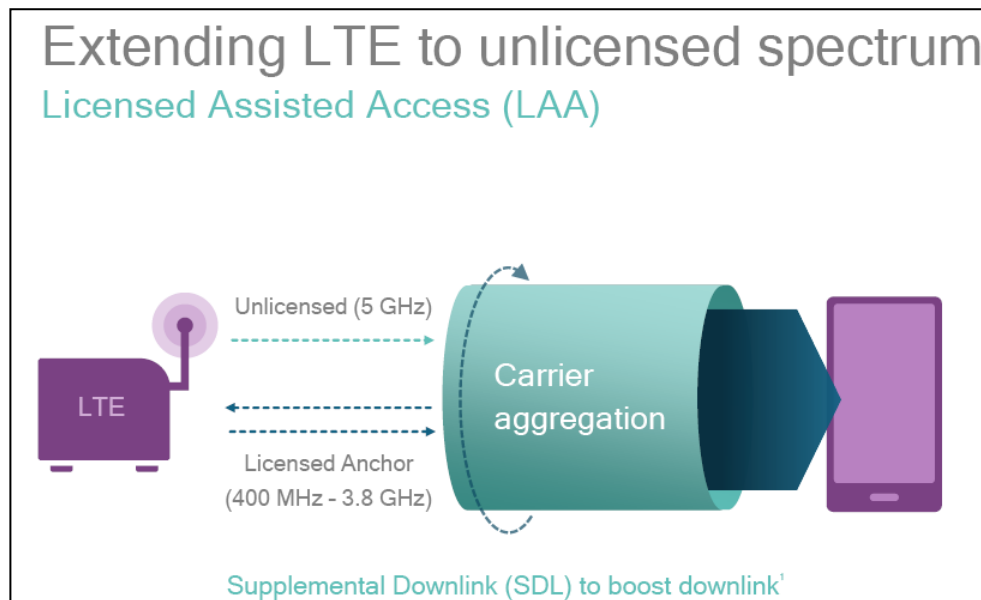 Extending LTE to unlicensed spectrum
Licensed Assisted Access (LAA)
Unlicensed (5 GHz)
LTE
Carrier
aggregation
Licensed Anchor
(400 MHz - 3.8 GHz)
Supplemental Downlink (SDL) to boost downlink¹